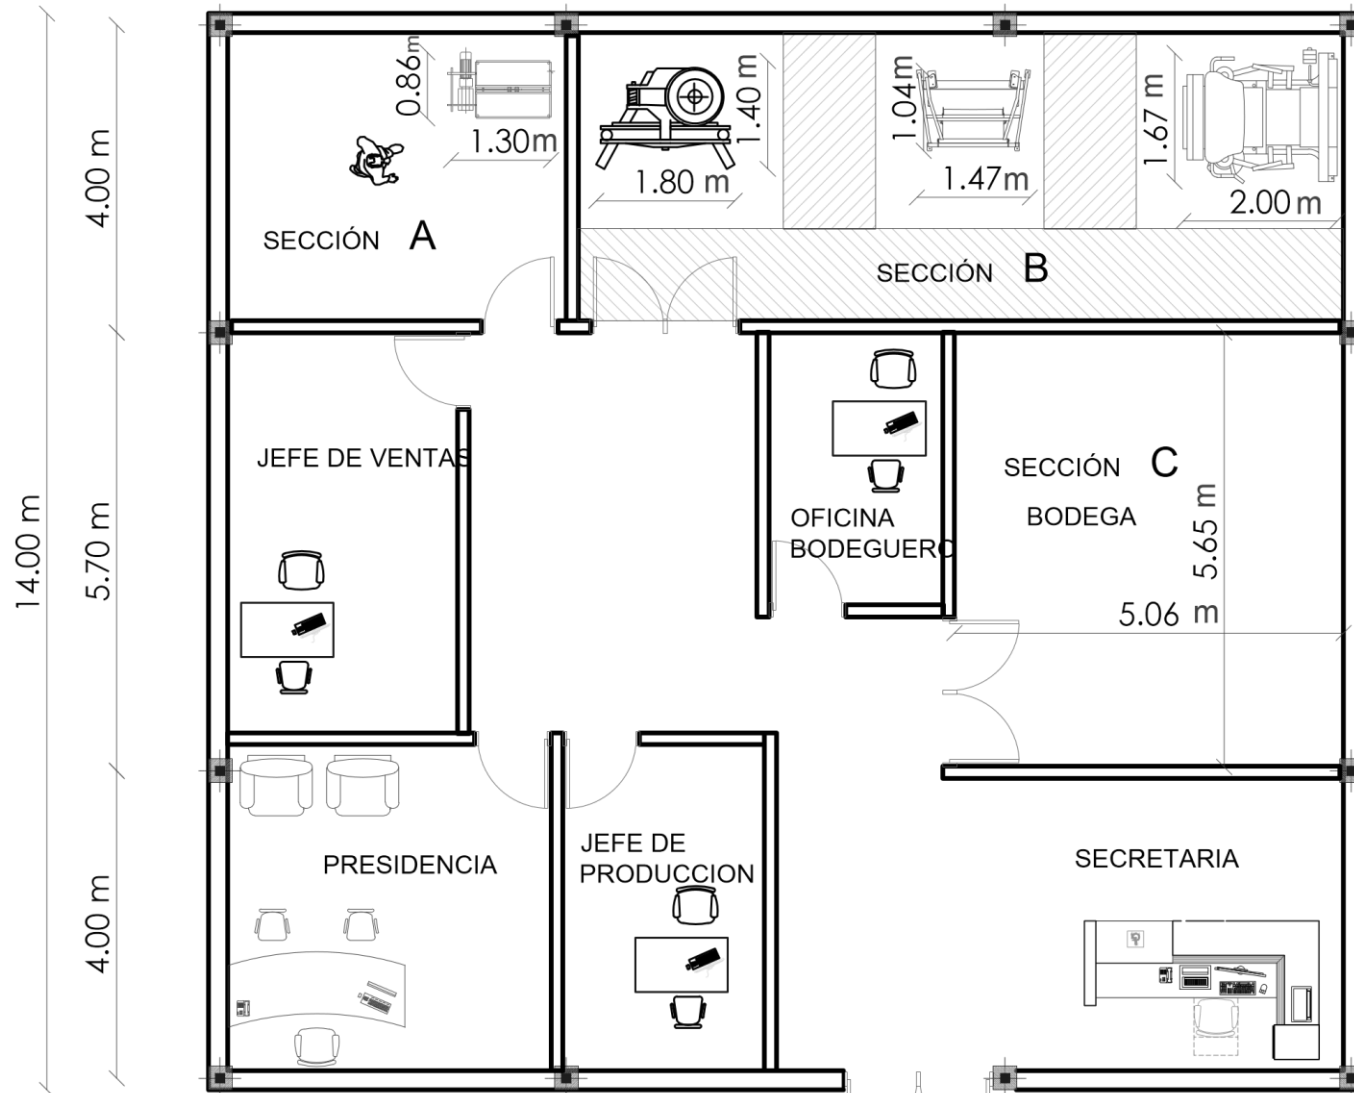 0.86m
1.30m
1.40 m
1.80 m
1.04m
1.47m
1.67 m
2.00 m
4.00 m
SECCIÓN A
SECCIÓN B
JEFE DE VENTAS
OFICINA
BODEGUERO
SECCIÓN C
BODEGA
5.65 m
5.06 m
14.00 m
5.70 m
PRESIDENCIA
JEFE DE
PRODUCCION
SECRETARIA
4.00 m